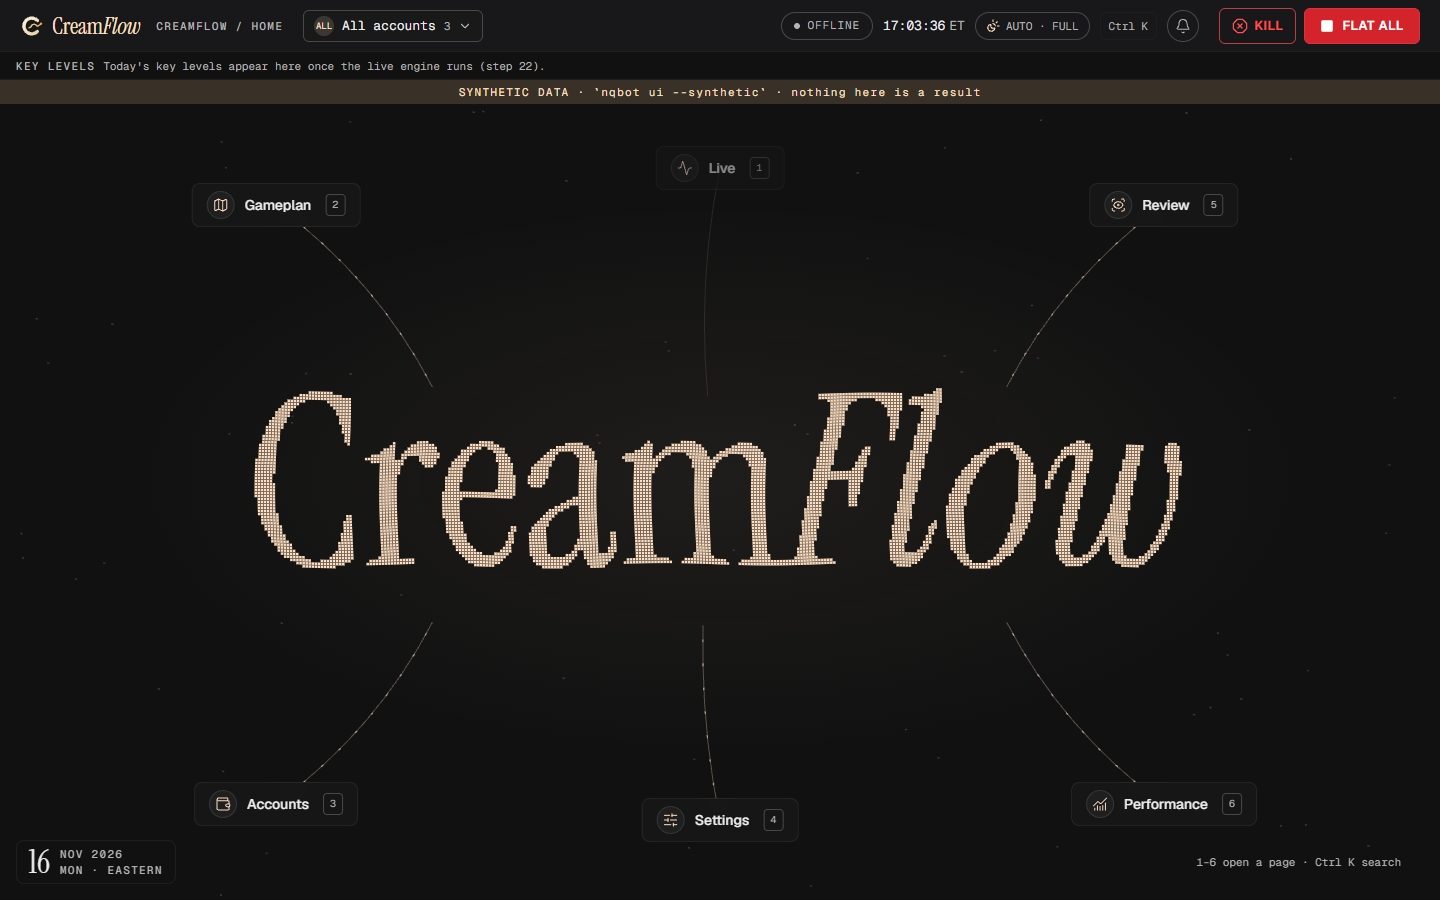 CreamFlow CREAMFLOW / HOME ALL All accounts 3 OFFLINE 17:03:36 ET AUTO · FULL Ctrl K KILL FLAT ALL
KEY LEVELS Today's key levels appear here once the live engine runs (step 22).
SYNTHETIC DATA · `nqbot ui --synthetic` · nothing here is a result
Live 1
Gameplan 2
Review 5
CreamFlow
Accounts 3
Settings 4
Performance 6
16 NOV 2026
MON · EASTERN
1-6 open a page · Ctrl K search